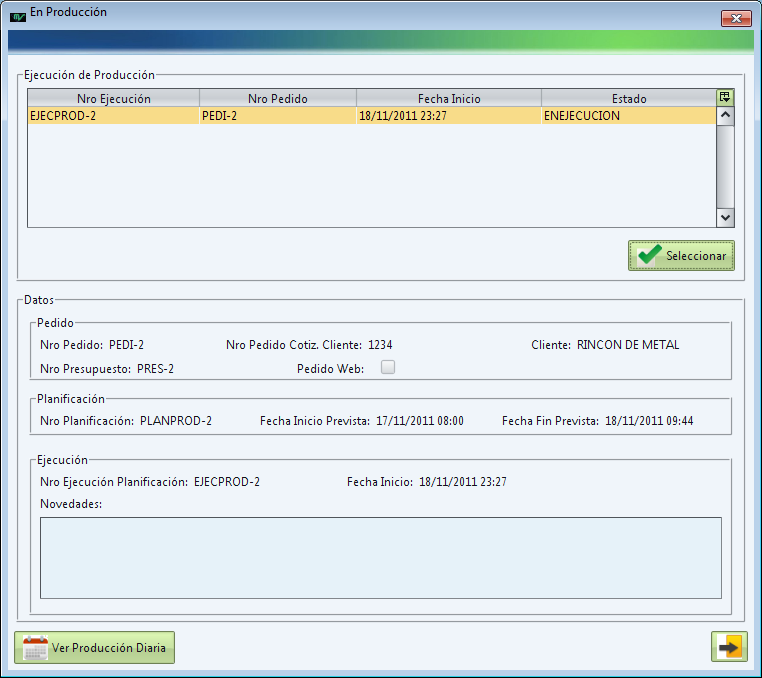 En Producción
Ejecución de Producción
Nro Ejecución Nro Pedido Fecha Inicio Estado
EJECPROD-2 PEDI-2 18/11/2011 23:27 ENEJECUCION
Seleccionar
Datos
Pedido
Nro Pedido: PEDI-2 Nro Pedido Cotiz. Cliente: 1234 Cliente: RINCON DE METAL
Nro Presupuesto: PRES-2 Pedido Web:
Planificación
Nro Planificación: PLANPROD-2 Fecha Inicio Prevista: 17/11/2011 08:00 Fecha Fin Prevista: 18/11/2011 09:44
Ejecución
Nro Ejecución Planificación: EJECPROD-2 Fecha Inicio: 18/11/2011 23:27
Novedades:
Ver Producción Diaria